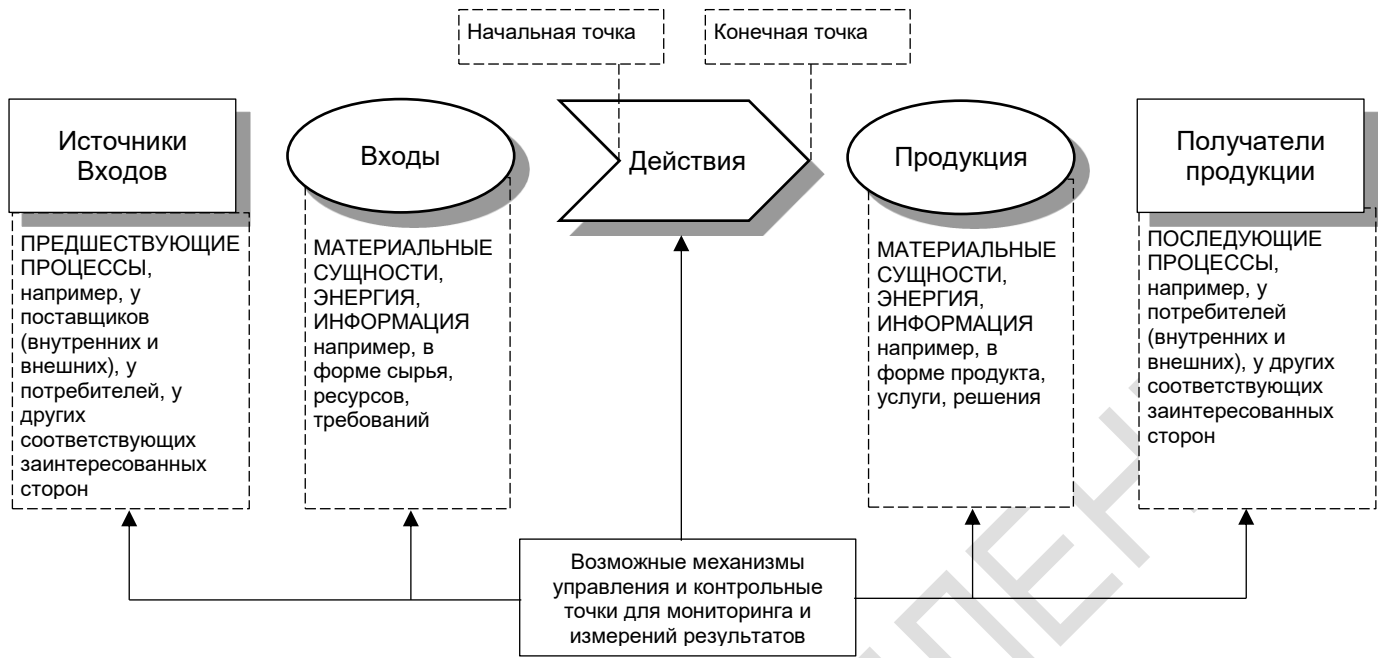 Начальная точка
Конечная точка
Источники
Входов
Входы
Действия
Продукция
Получатели
продукции
ПРЕДШЕСТВУЮЩИЕ
ПРОЦЕССЫ,
например, у
поставщиков
(внутренних и
внешних), у
потребителей, у
других
соответствующих
заинтересованных
сторон
МАТЕРИАЛЬНЫЕ
СУЩНОСТИ,
ЭНЕРГИЯ,
ИНФОРМАЦИЯ
например, в
форме сырья,
ресурсов,
требований
МАТЕРИАЛЬНЫЕ
СУЩНОСТИ,
ЭНЕРГИЯ,
ИНФОРМАЦИЯ
например, в
форме продукта,
услуги, решения
ПОСЛЕДУЮЩИЕ
ПРОЦЕССЫ,
например, у
потребителей
(внутренних и
внешних), у других
соответствующих
заинтересованных
сторон
Возможные механизмы
управления и контрольные
точки для мониторинга и
измерений результатов